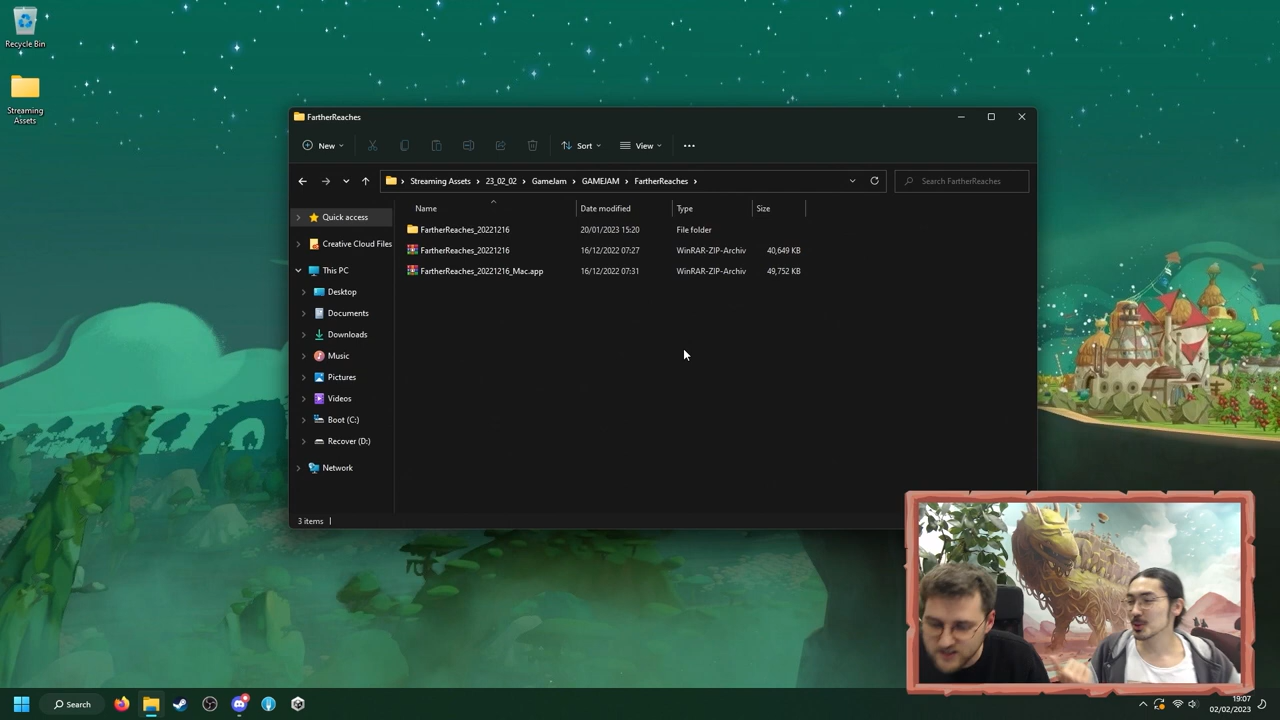 Recycle Bin
Streaming
Assets
FartherReaches
New
Sort
View
Streaming Assets > 23_02_02 > GameJam > GAMEJAM > FartherReaches >
Search FartherReaches
Name Date modified Type Size
Quick access
Creative Cloud Files
This PC
Desktop
Documents
Downloads
Music
Pictures
Videos
Boot (C:)
Recover (D:)
Network
FartherReaches_20221216 20/01/2023 15:20 File folder
FartherReaches_20221216 16/12/2022 07:27 WinRAR-ZIP-Archiv 40,649 KB
FartherReaches_20221216_Mac.app 16/12/2022 07:31 WinRAR-ZIP-Archiv 49,752 KB
3 items
Search
19:07
02/02/2023